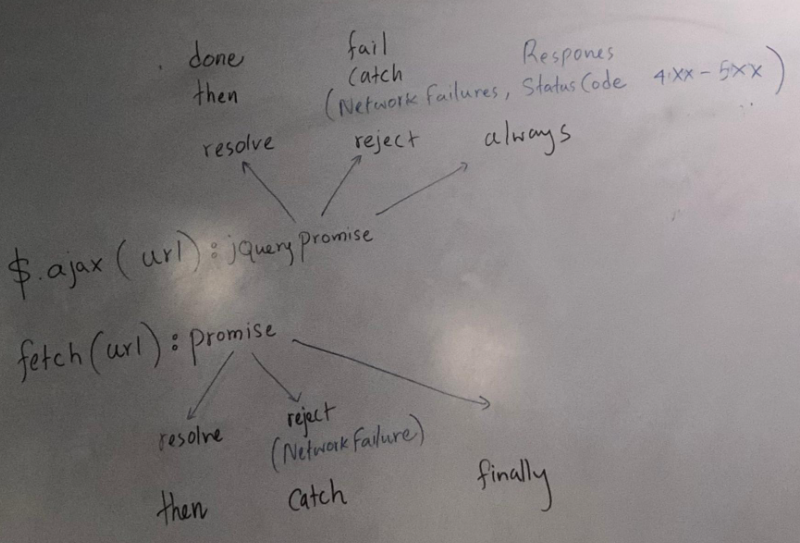 done fail Respones
then catch
(Network Failures, Status Code 4xx - 5xx)
resolve reject always
$.ajax(url): jquery promise
fetch(url): promise
resolve reject
(Network Failure)
then catch finally